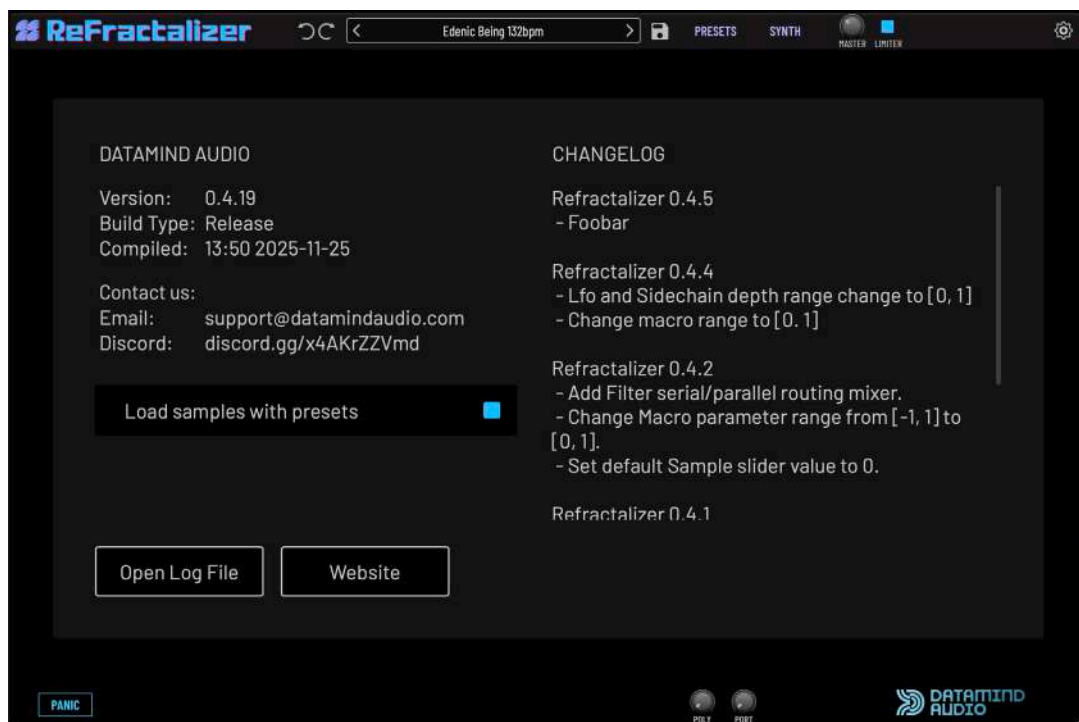 ReFractalizer
Edenic Being 132bpm
PRESETS
SYNTH
MASTER
LIMITER
DATAMIND AUDIO
Version: 0.4.19
Build Type: Release
Compiled: 13:50 2025-11-25
Contact us:
Email: support@datamindaudio.com
Discord: discord.gg/x4AKrZZVmd
Load samples with presets
Open Log File
Website
CHANGELOG
Refractalizer 0.4.5
- Foobar
Refractalizer 0.4.4
- Lfo and Sidechain depth range change to [0, 1]
- Change macro range to [0. 1]
Refractalizer 0.4.2
- Add Filter serial/parallel routing mixer.
- Change Macro parameter range from [-1, 1] to
[0, 1].
- Set default Sample slider value to 0.
Refractalizer 0.4.1
PANIC
POLY
PORT
DATAMIND
AUDIO